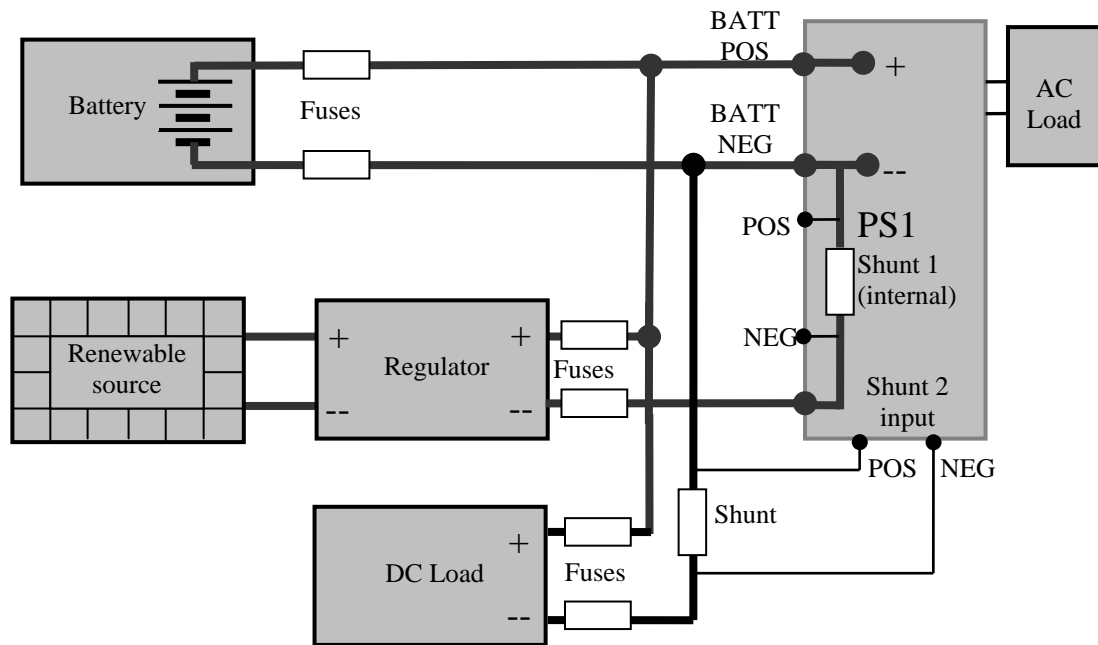 BATT
POS
+
AC
Load
Battery
Fuses
BATT
NEG
--
POS
PS1
Shunt 1
(internal)
NEG
Renewable
source
+
--
Regulator
+
--
Fuses
Shunt 2
input
POS
NEG
Shunt
DC Load
+
--
Fuses